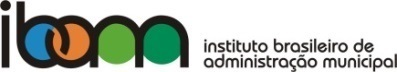 ibam
instituto brasileiro de
administração municipal